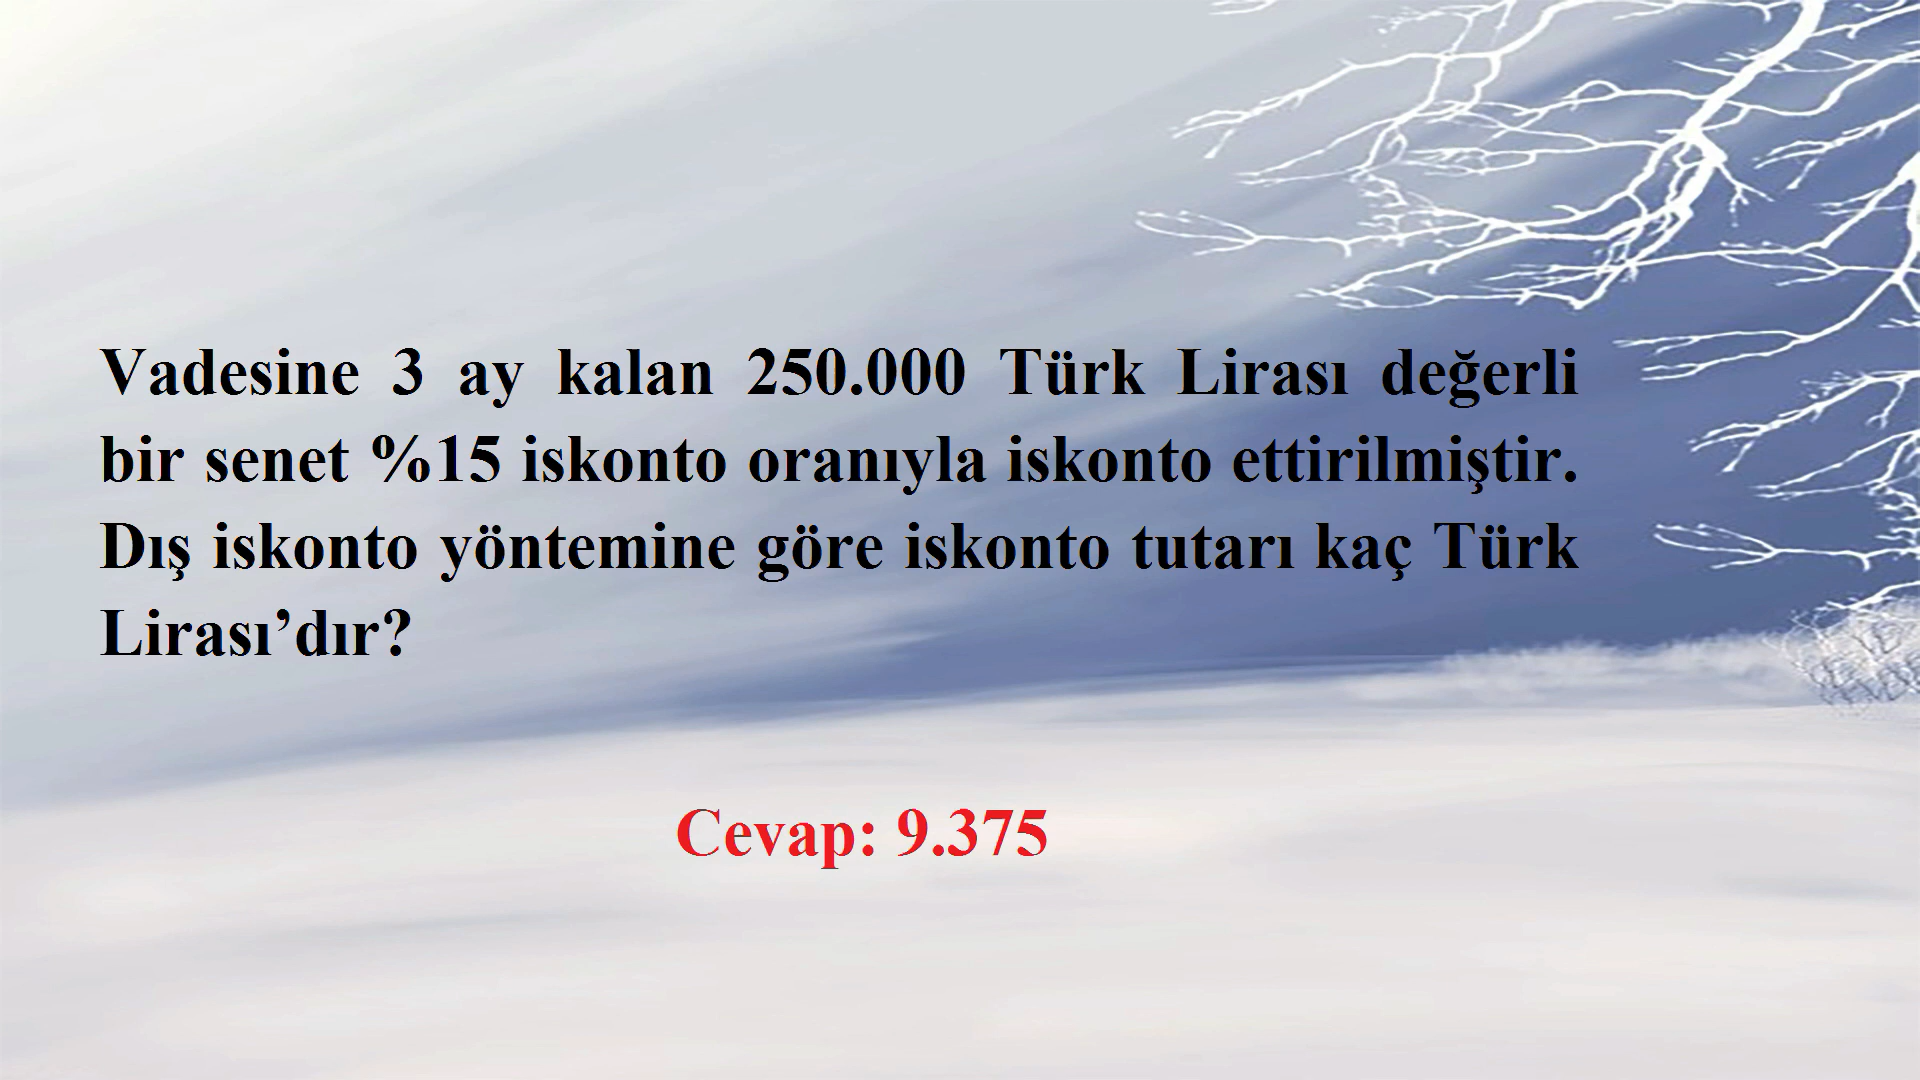 Vadesine 3 ay kalan 250.000 Türk Lirası değerli
bir senet %15 iskonto oranıyla iskonto ettirilmiştir.
Dış iskonto yöntemine göre iskonto tutarı kaç Türk
Lirası’dır?
Cevap: 9.375